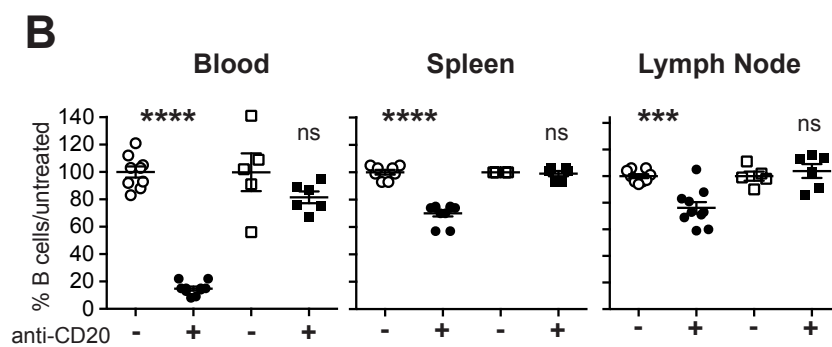 B
Blood Spleen Lymph Node
% B cells/untreated
140
120
100
80
60
40
20
0
**** ns **** ns *** ns
anti-CD20 - + - + - + - + - + - +